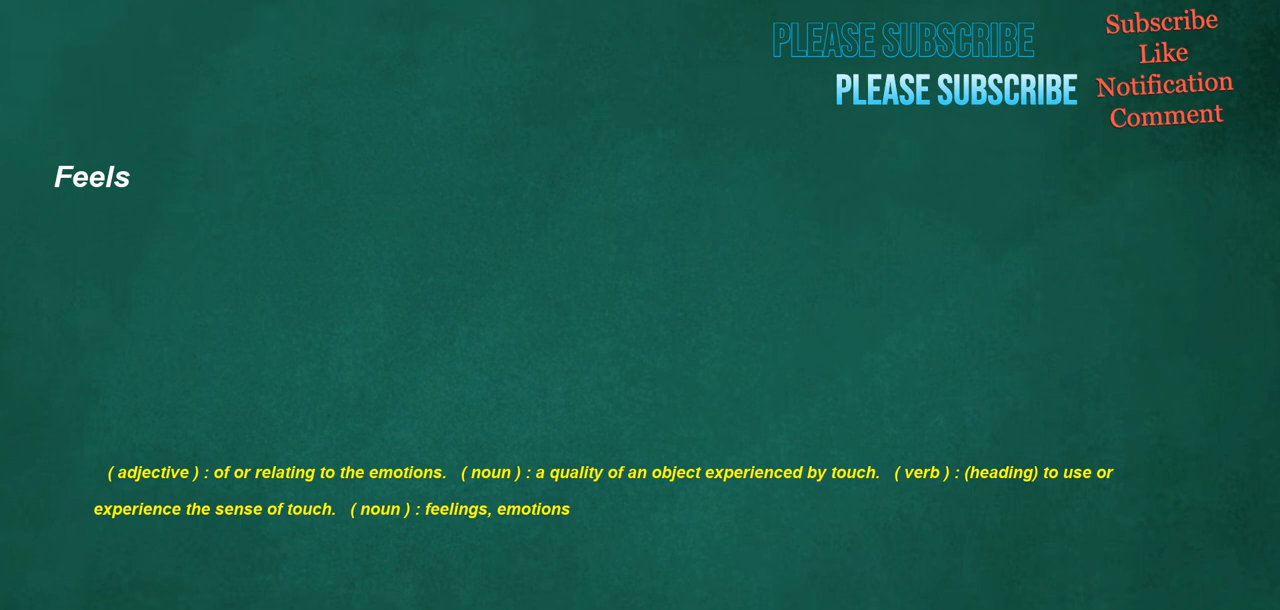 PLEASE SUBSCRIBE
PLEASE SUBSCRIBE
Subscribe
Like
Notification
Comment
Feels
( adjective ) : of or relating to the emotions. ( noun ) : a quality of an object experienced by touch. ( verb ) : (heading) to use or
experience the sense of touch. ( noun ) : feelings, emotions